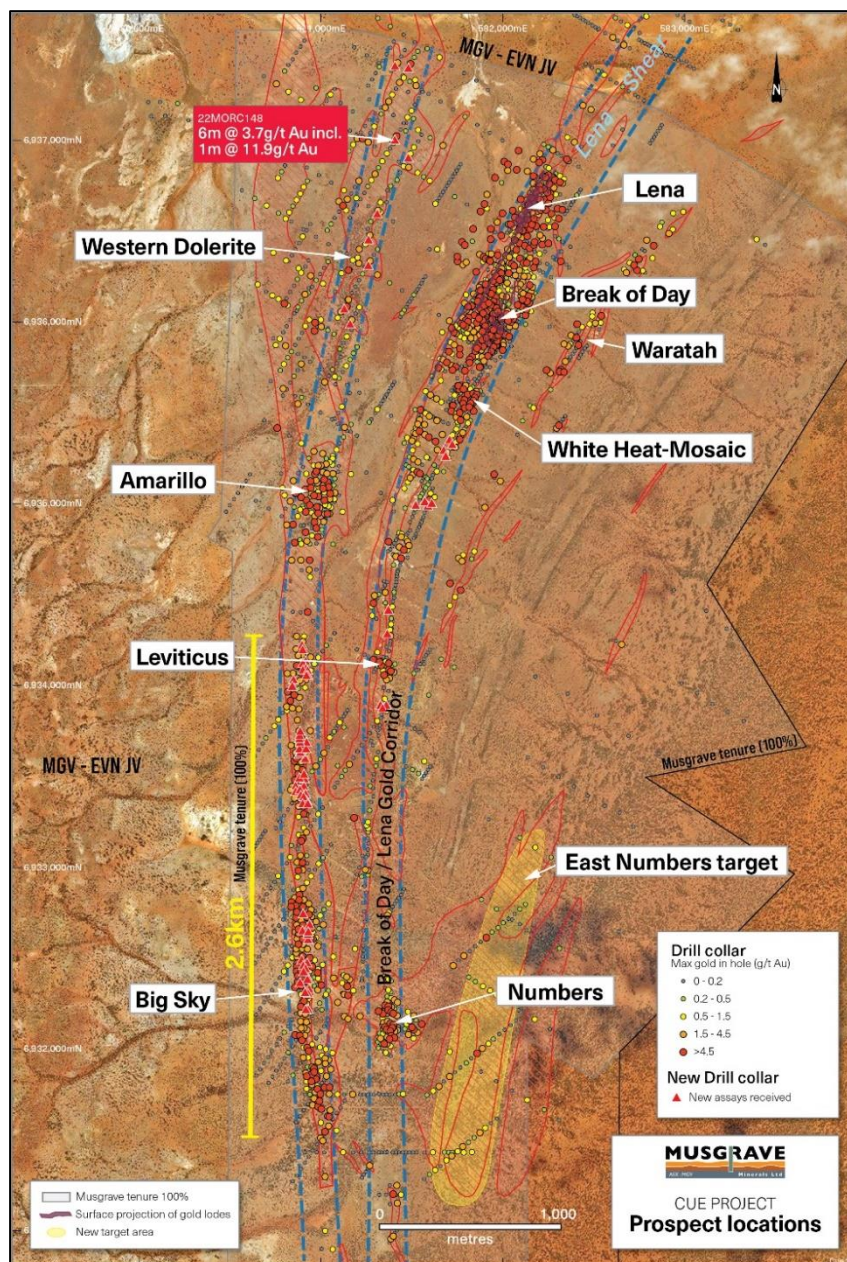 582,000mE
583,000mE
MGV - EVN JV
Lena Shear
N
22MORC148
6m @ 3.7g/t Au incl.
1m @ 11.9g/t Au
6,937,000mN
Lena
Western Dolerite
Break of Day
6,936,000mN
Waratah
White Heat-Mosaic
Amarillo
6,935,000mN
Leviticus
6,934,000mN
MGV - EVN JV
Musgrave tenure [100%]
Musgrave tenure [100%]
2.6km
Break of Day / Lena Gold Corridor
6,933,000mN
East Numbers target
Big Sky
Numbers
6,932,000mN
Drill collar
Max gold in hole (g/t Au)
0 - 0.2
0.2 - 0.5
0.5 - 1.5
1.5 - 4.5
>4.5
New Drill collar
New assays received
MUSGRAVE
Minerals Ltd
CUE PROJECT
Prospect locations
Musgrave tenure 100%
Surface projection of gold lodes
New target area
0 1,000
metres